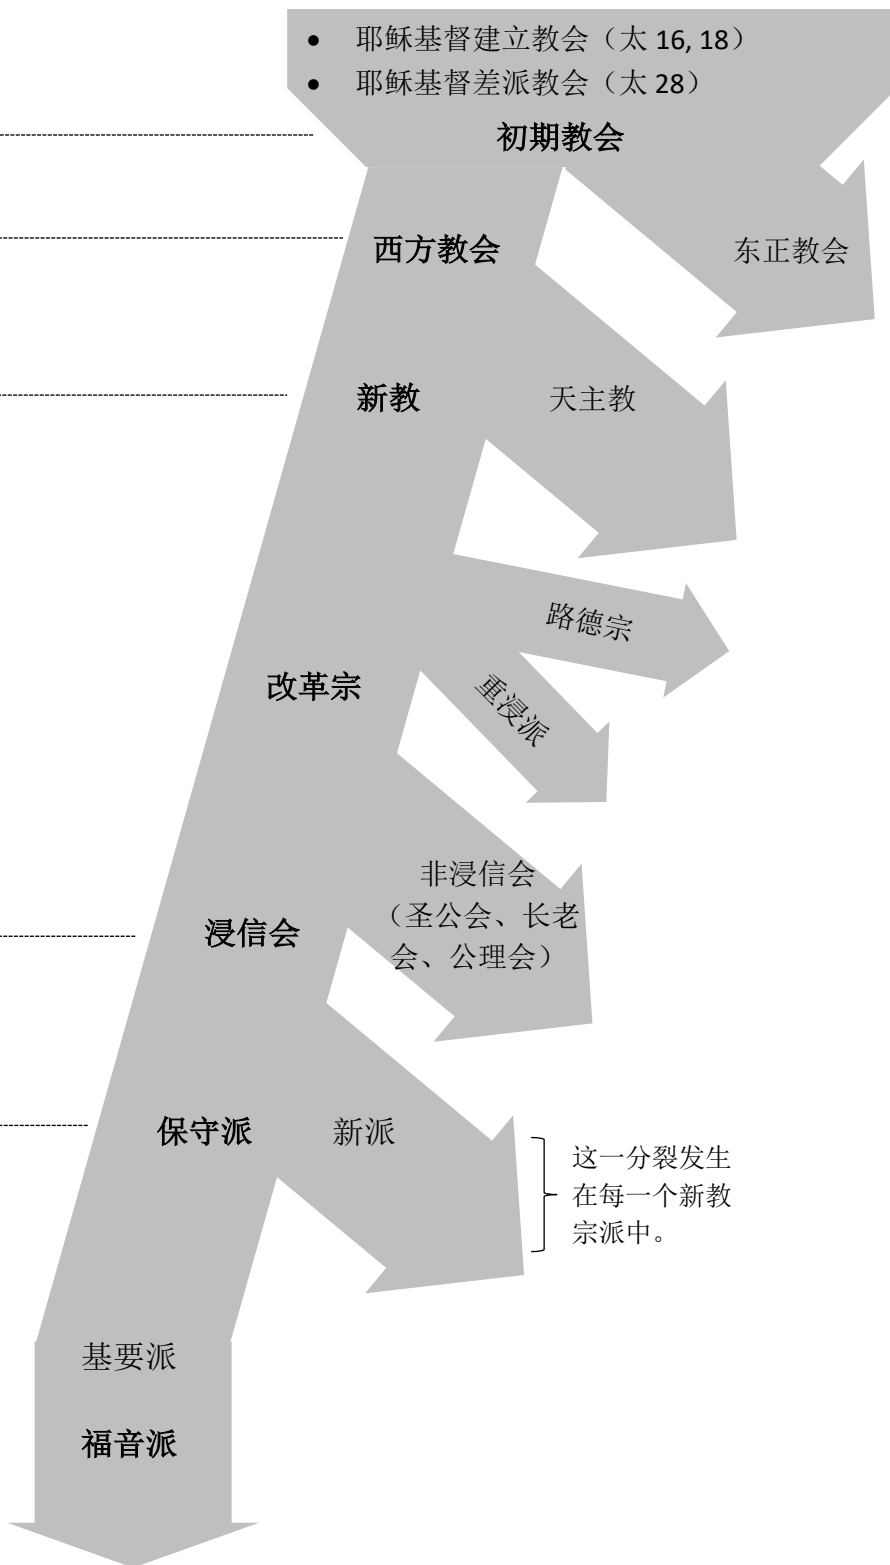 • 耶稣基督建立教会（太 16, 18）
• 耶稣基督差派教会（太 28）
初期教会
西方教会
东正教会
新教
天主教
路德宗
改革宗
重浸派
非浸信会
（圣公会、长老
会、公理会）
浸信会
保守派
新派
这一分裂发生
在每一个新教
宗派中。
基要派
福音派